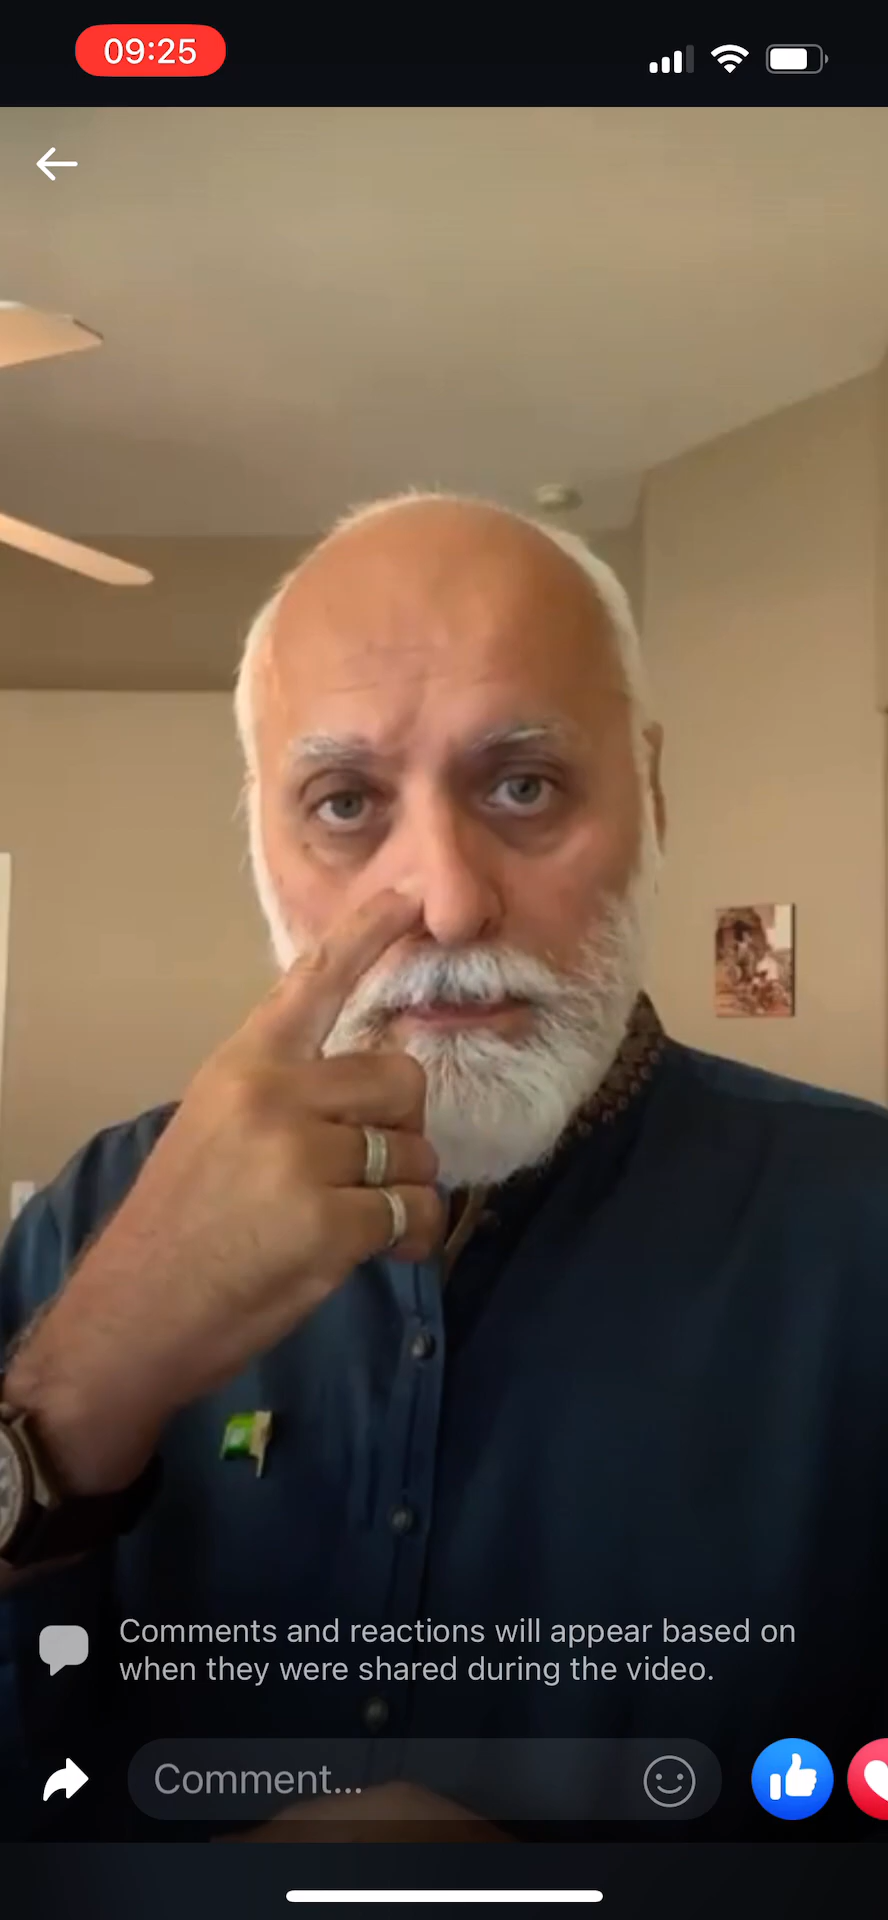 09:25
Comments and reactions will appear based on
when they were shared during the video.
Comment...